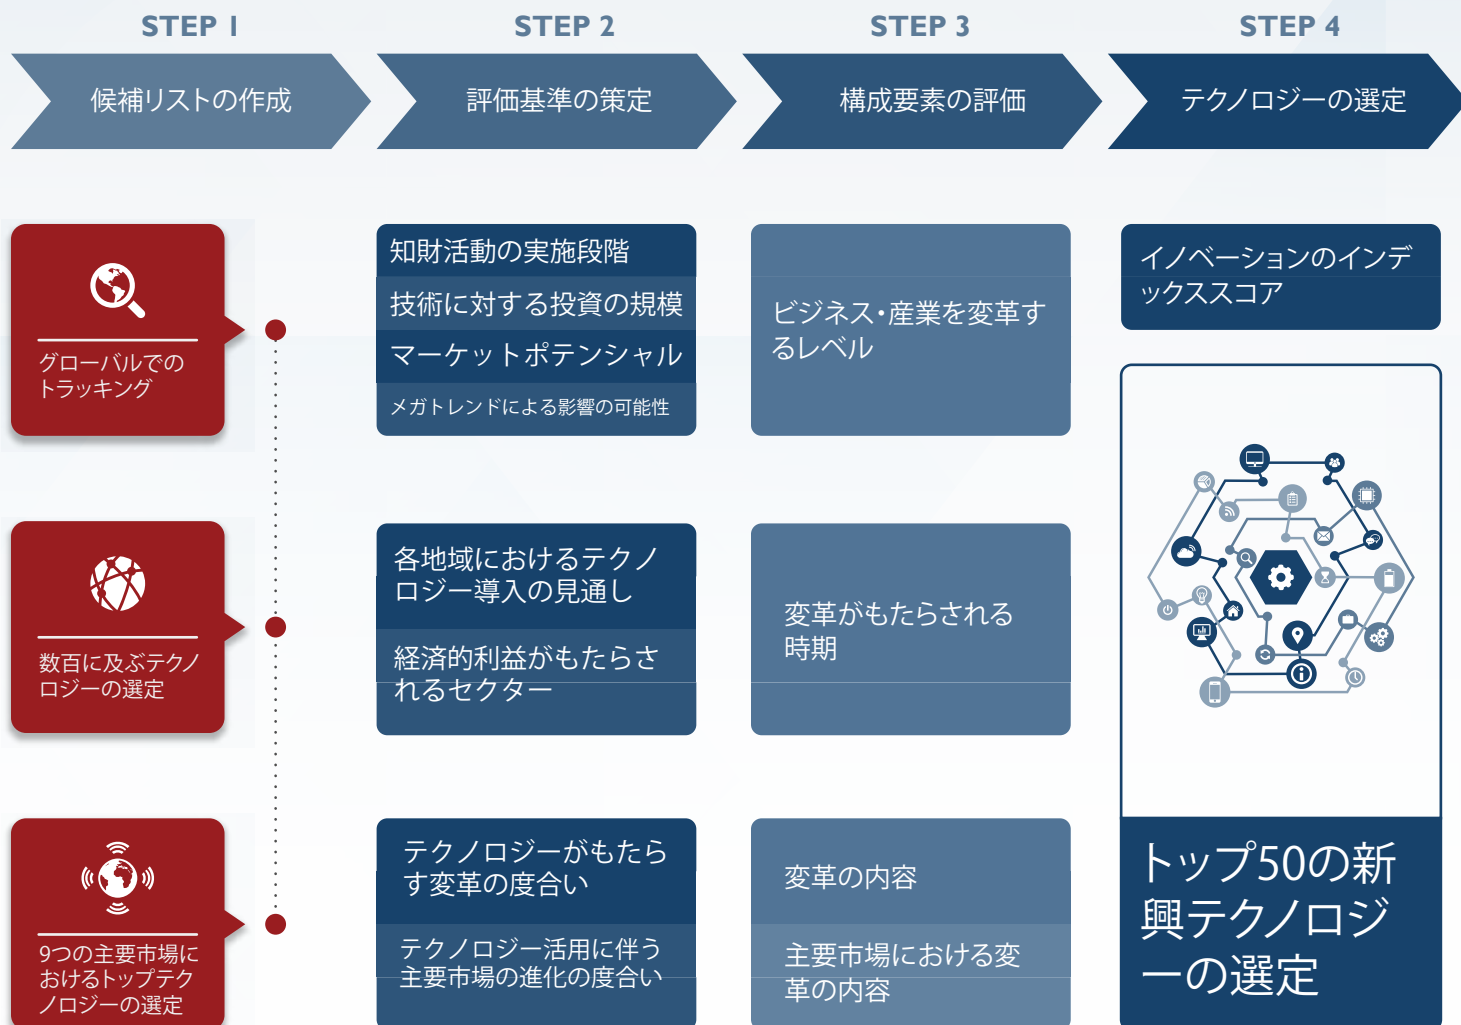 STEP 1
STEP 2
STEP 3
STEP 4
候補リストの作成
評価基準の策定
構成要素の評価
テクノロジーの選定
グローバルでの
トラッキング
知財活動の実施段階
技術に対する投資の規模
マーケットポテンシャル
メガトレンドによる影響の可能性
ビジネス・産業を変革す
るレベル
イノベーションのインデ
ックススコア
数百に及ぶテクノ
ロジーの選定
各地域におけるテクノ
ロジー導入の見通し
経済的利益がもたらさ
れるセクター
変革がもたらされる
時期
9つの主要市場に
おけるトップテク
ノロジーの選定
テクノロジーがもたら
す変革の度合い
テクノロジー活用に伴う
主要市場の進化の度合い
変革の内容
主要市場における変
革の内容
トップ50の新
興テクノロジ
ーの選定